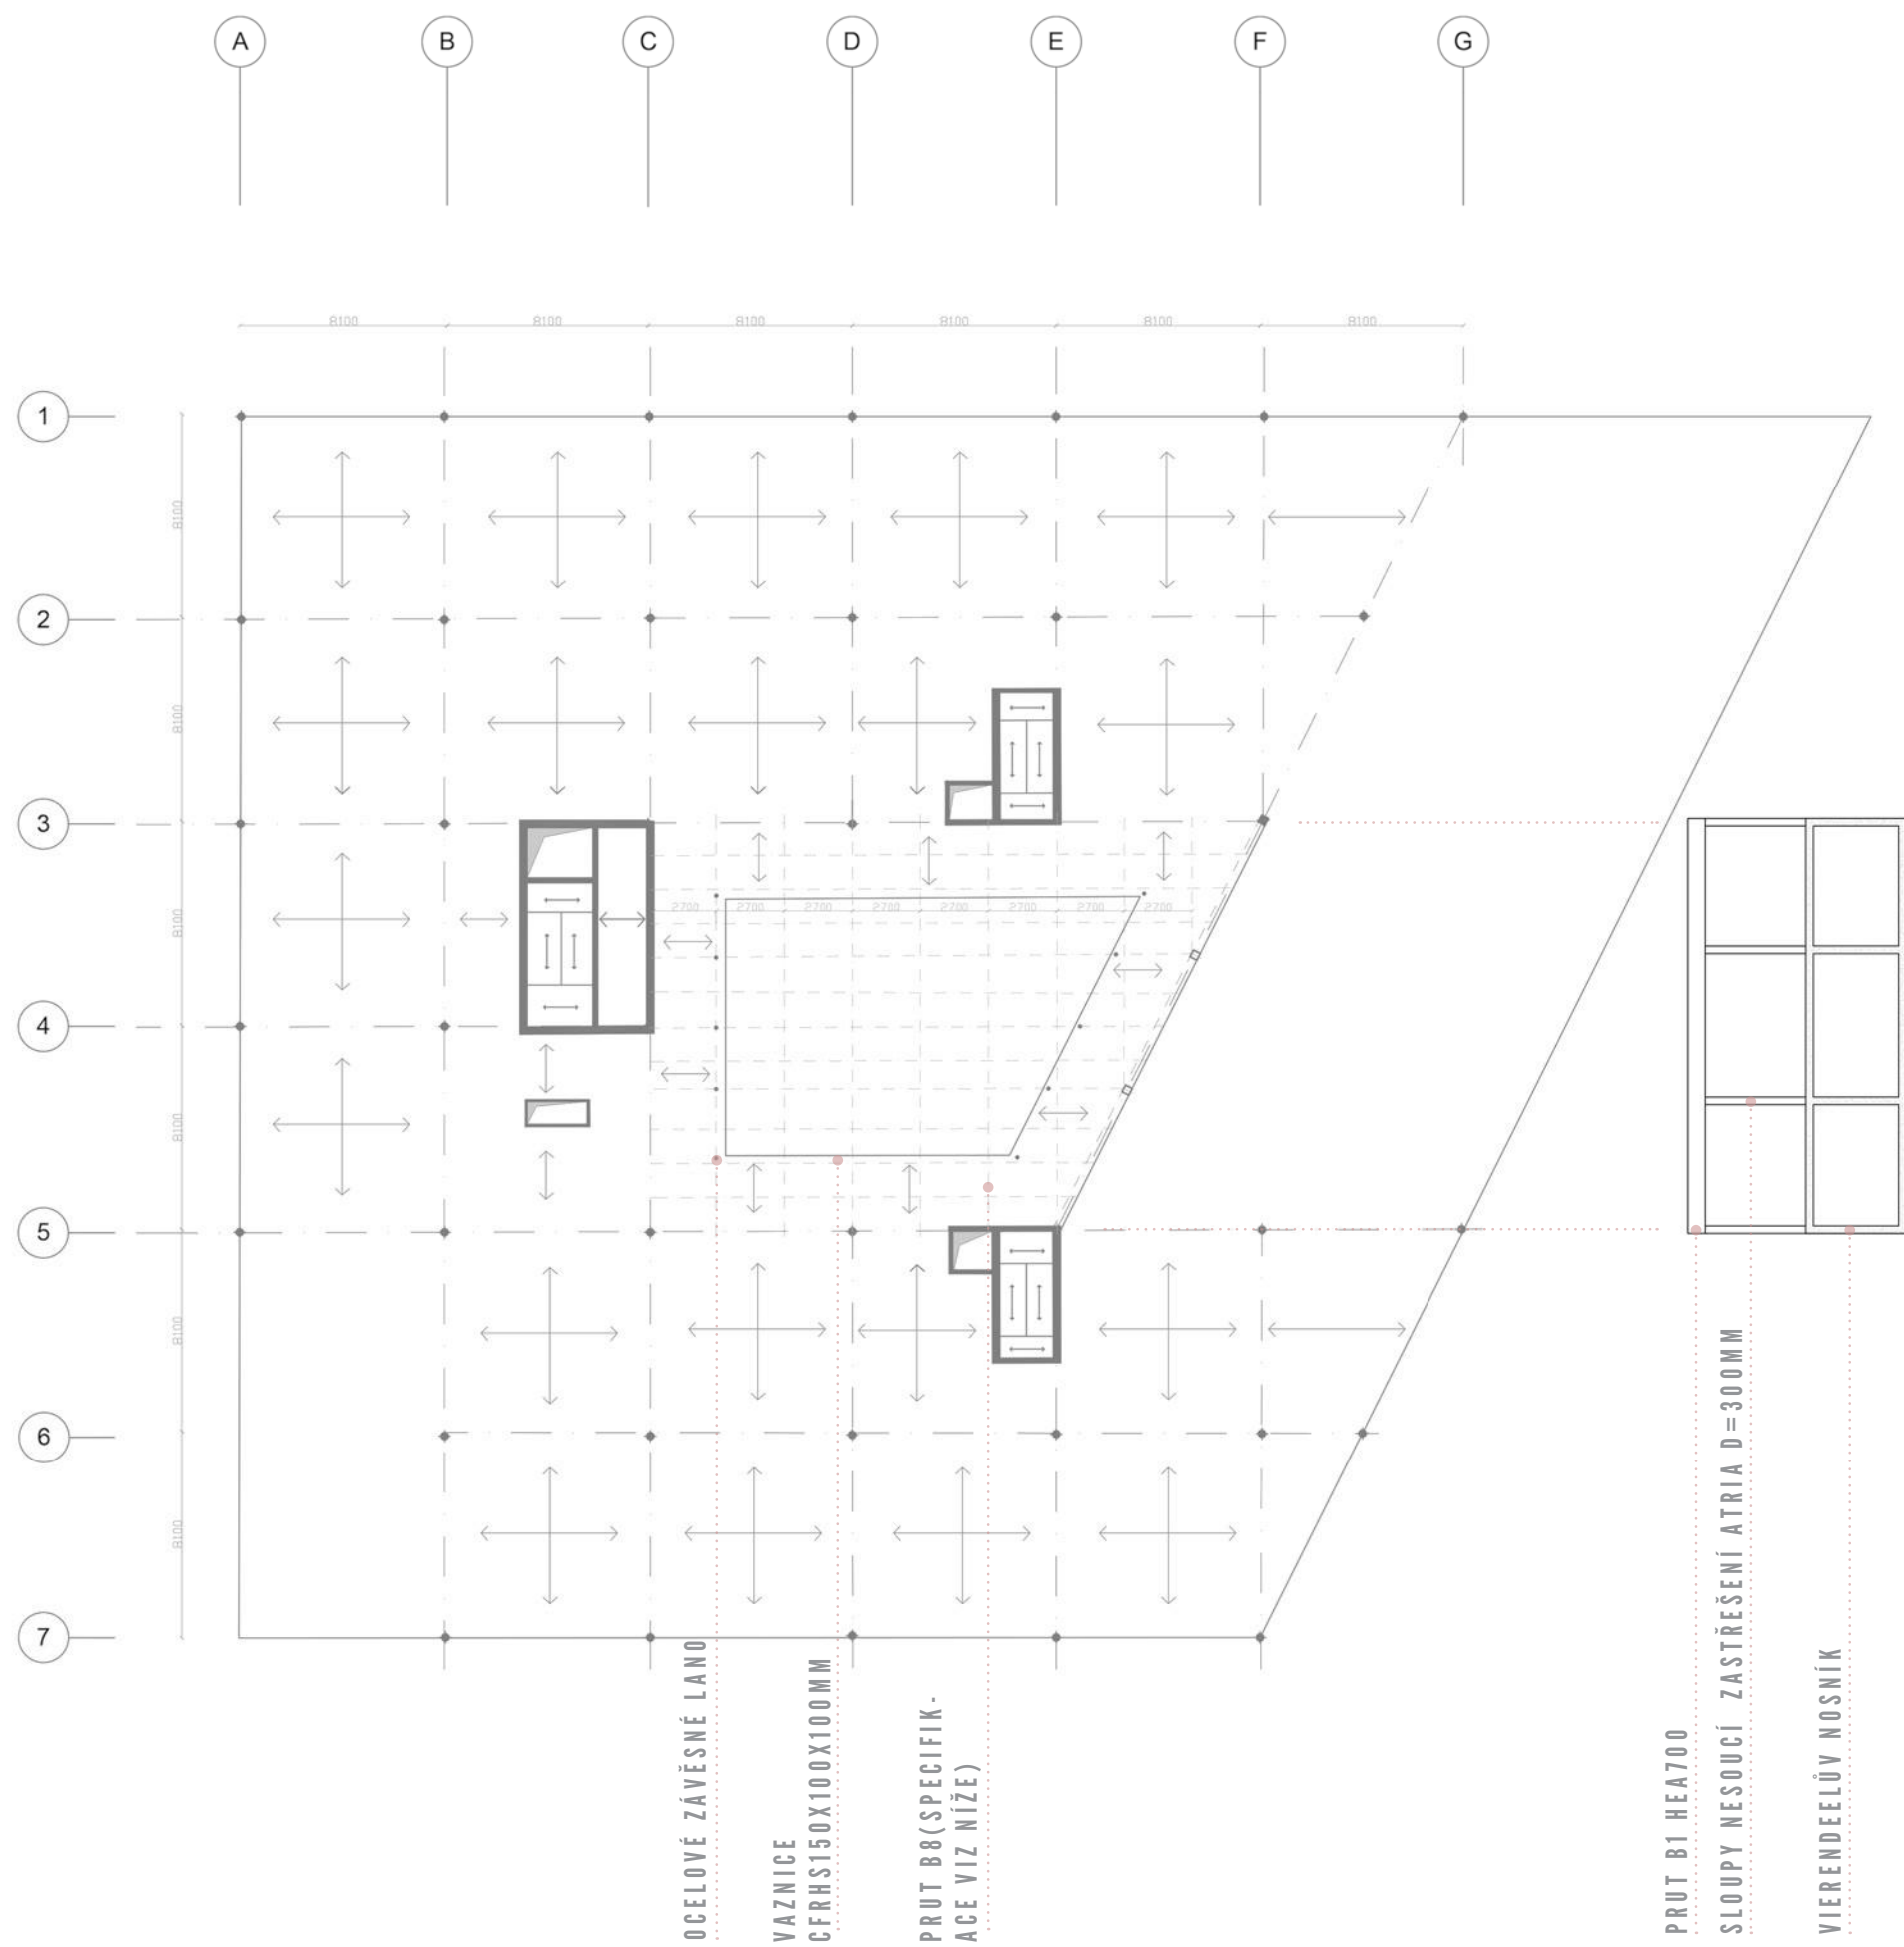 A
B
C
D
E
F
G
8100
8100
8100
8100
8100
8100
1
2
3
4
5
6
7
8100
8100
8100
8100
8100
8100
2700
2700
2700
2700
2700
2700
2700
2700
OCELOVÉ ZÁVĚSNÉ LANO
VAZNICE
CFRHS150X100X100MM
PRUT B8(SPECIFIK-
ACE VIZ NÍŽE)
PRUT B1 HEA700
SLOUPY NESOUCÍ ZASTŘEŠENÍ ATRIA D=300MM
VIERENDEELŮV NOSNÍK